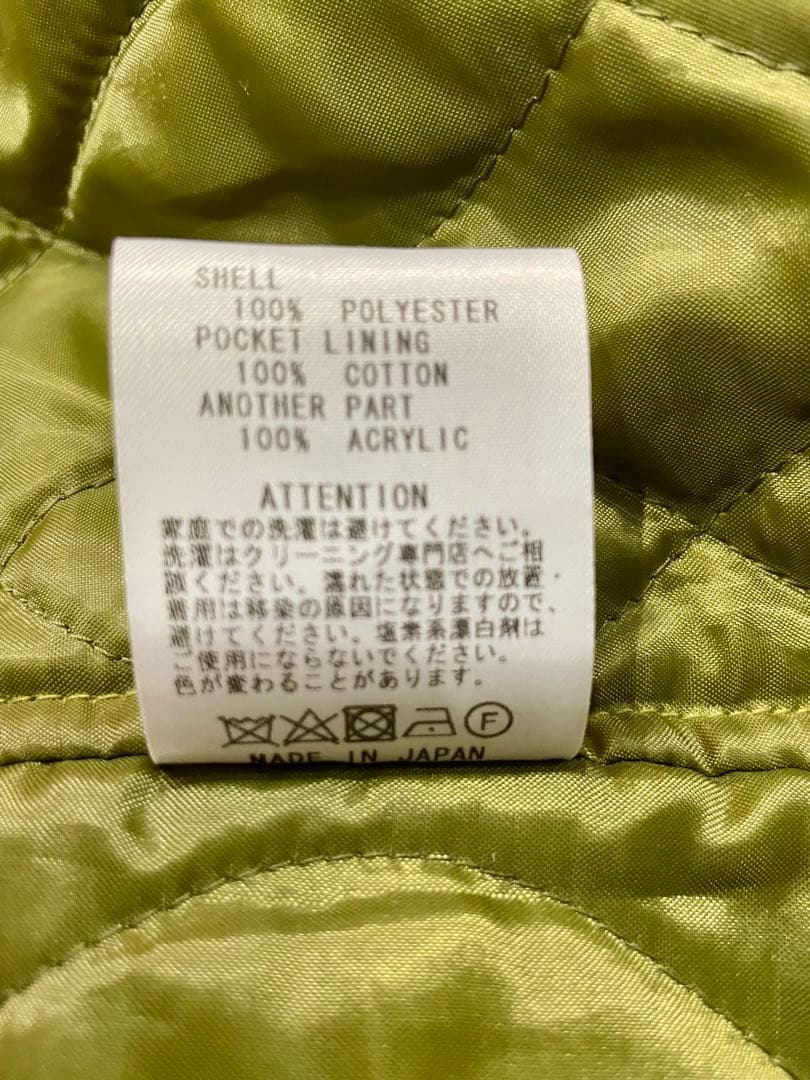 SHELL
100% POLYESTER
POCKET LINING
100% COTTON
ANOTHER PART
100% ACRYLIC
ATTENTION
家庭での洗濯は避けてください。
洗濯はクリーニング専門店へご相
談ください。濡れた状態での放置・
着用は移染の原因になりますので、
避けてください。塩素系漂白剤は
ご使用にならないでください。
色が変わることがあります。
F
MADE IN JAPAN